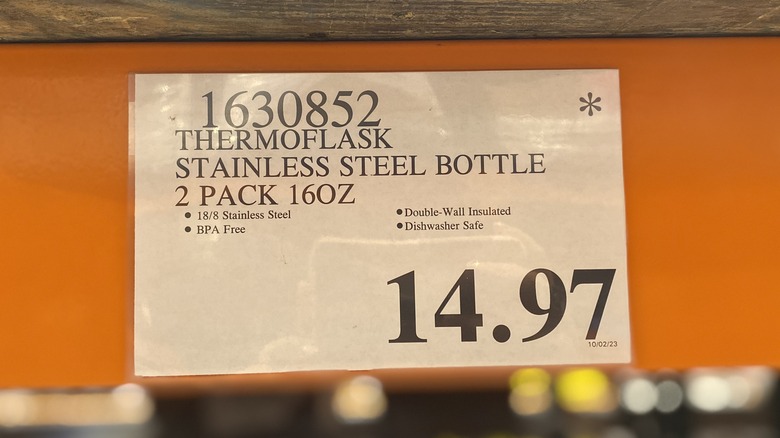 1630852
*
THERMOFLASK
STAINLESS STEEL BOTTLE
2 PACK 16OZ
● 18/8 Stainless Steel
● BPA Free
● Double-Wall Insulated
● Dishwasher Safe
14.97
10/02/23